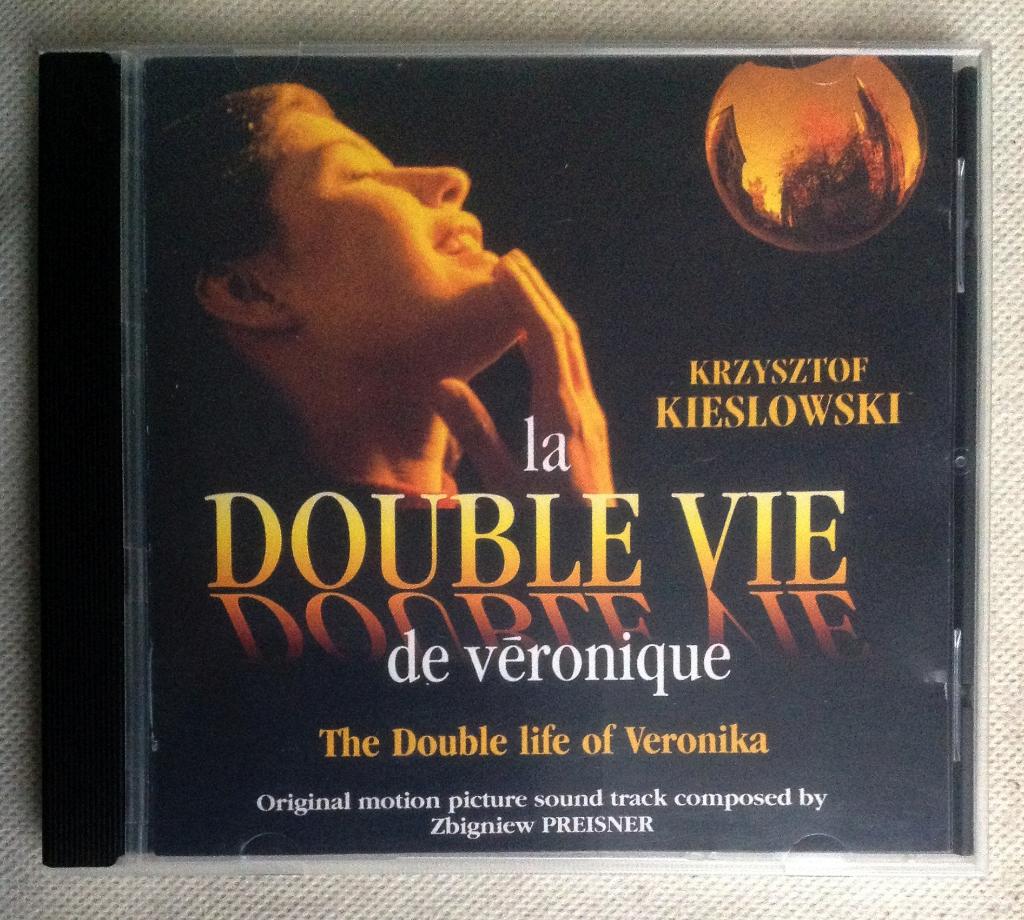 KRZYSZTOF
KIESLOWSKI
la
DOUBLE VIE
de vēronique
The Double life of Veronika
Original motion picture sound track composed by
Zbigniew PREISNER